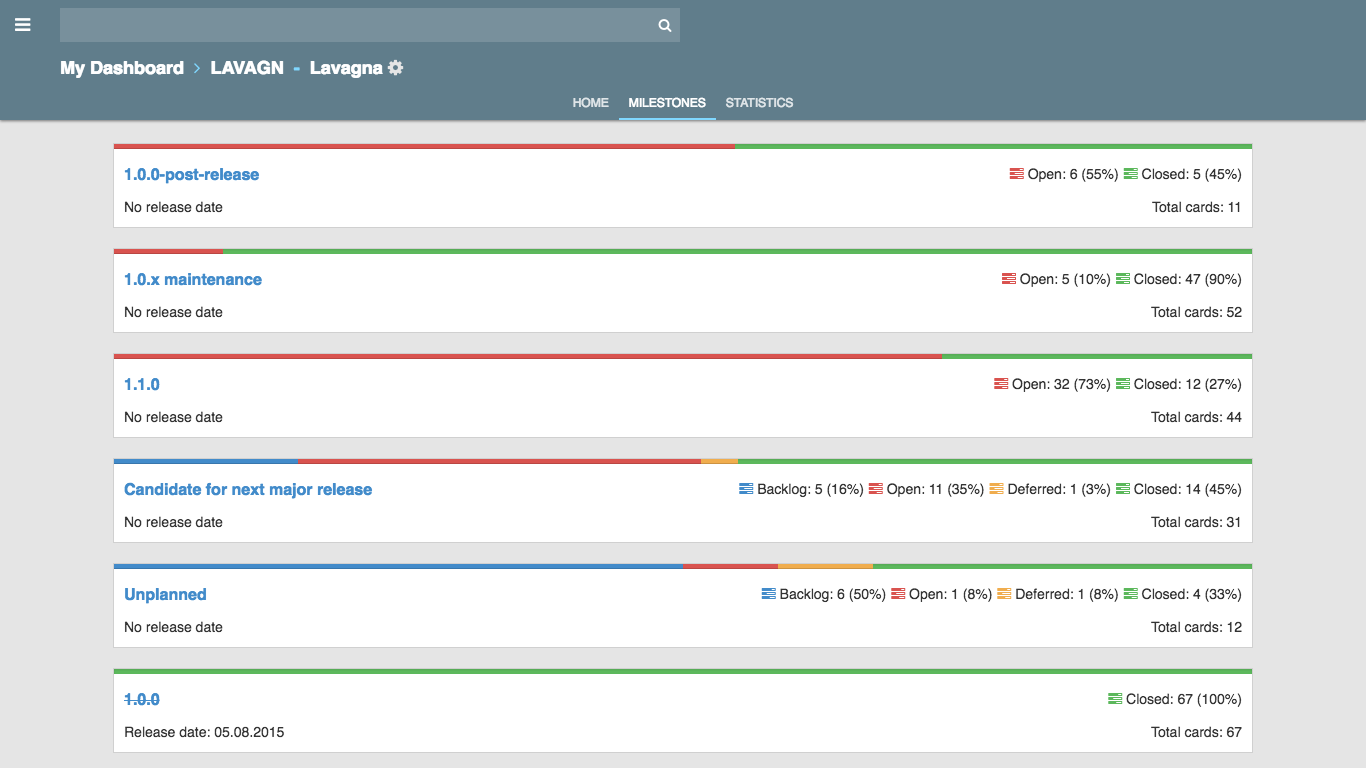 My Dashboard > LAVAGN - Lavagna
HOME MILESTONES STATISTICS
1.0.0-post-release Open: 6 (55%) Closed: 5 (45%)
No release date Total cards: 11
1.0.x maintenance Open: 5 (10%) Closed: 47 (90%)
No release date Total cards: 52
1.1.0 Open: 32 (73%) Closed: 12 (27%)
No release date Total cards: 44
Candidate for next major release Backlog: 5 (16%) Open: 11 (35%) Deferred: 1 (3%) Closed: 14 (45%)
No release date Total cards: 31
Unplanned Backlog: 6 (50%) Open: 1 (8%) Deferred: 1 (8%) Closed: 4 (33%)
No release date Total cards: 12
1.0.0 Closed: 67 (100%)
Release date: 05.08.2015 Total cards: 67